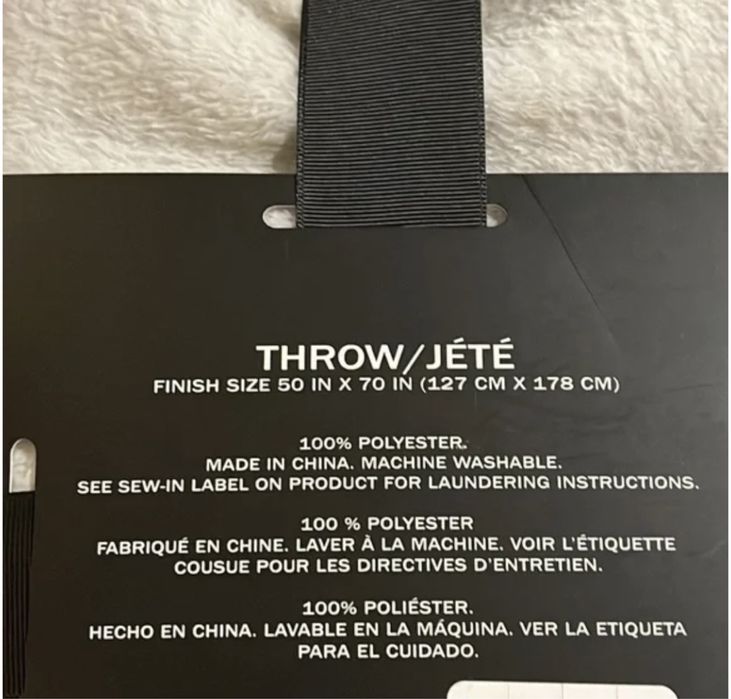 THROW/JÉTÉ
FINISH SIZE 50 IN X 70 IN (127 CM X 178 CM)
100% POLYESTER.
MADE IN CHINA. MACHINE WASHABLE.
SEE SEW-IN LABEL ON PRODUCT FOR LAUNDERING INSTRUCTIONS.
100 % POLYESTER
FABRIQUÉ EN CHINE. LAVER À LA MACHINE. VOIR L'ÉTIQUETTE
COUSUE POUR LES DIRECTIVES D'ENTRETIEN.
100% POLIÉSTER.
HECHO EN CHINA. LAVABLE EN LA MÁQUINA. VER LA ETIQUETA
PARA EL CUIDADO.